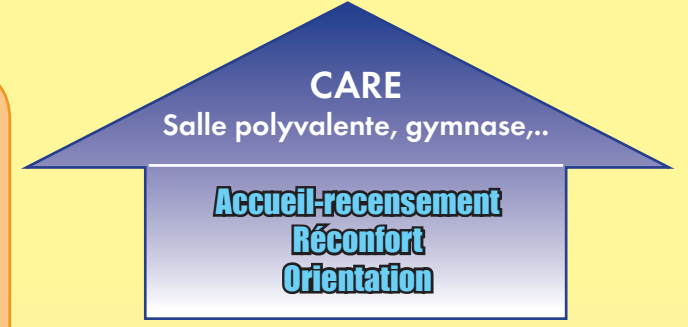 CARE
Salle polyvalente, gymnase,..
Accueil-recensement
Réconfort
Orientation